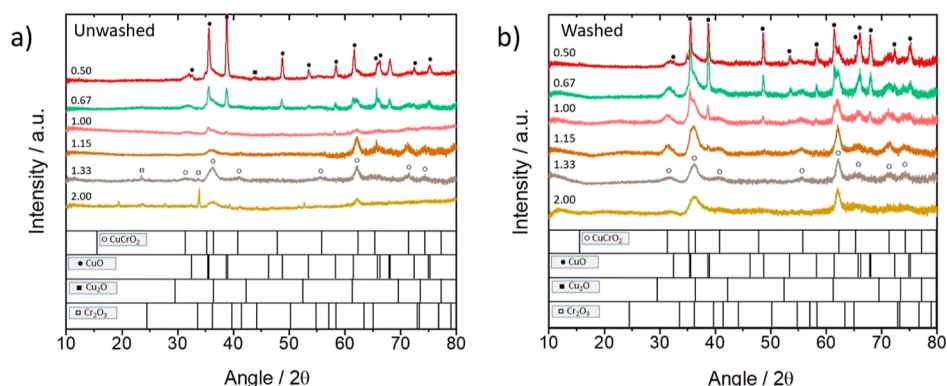 a)
Unwashed
0.50
0.67
1.00
1.15
1.33
2.00
Intensity / a.u.
CuCrO₂
CuO
Cu₂O
Cr₂O₃
10 20 30 40 50 60 70 80
Angle / 2θ
b)
Washed
0.50
0.67
1.00
1.15
1.33
2.00
Intensity / a.u.
CuCrO₂
CuO
Cu₂O
Cr₂O₃
10 20 30 40 50 60 70 80
Angle / 2θ